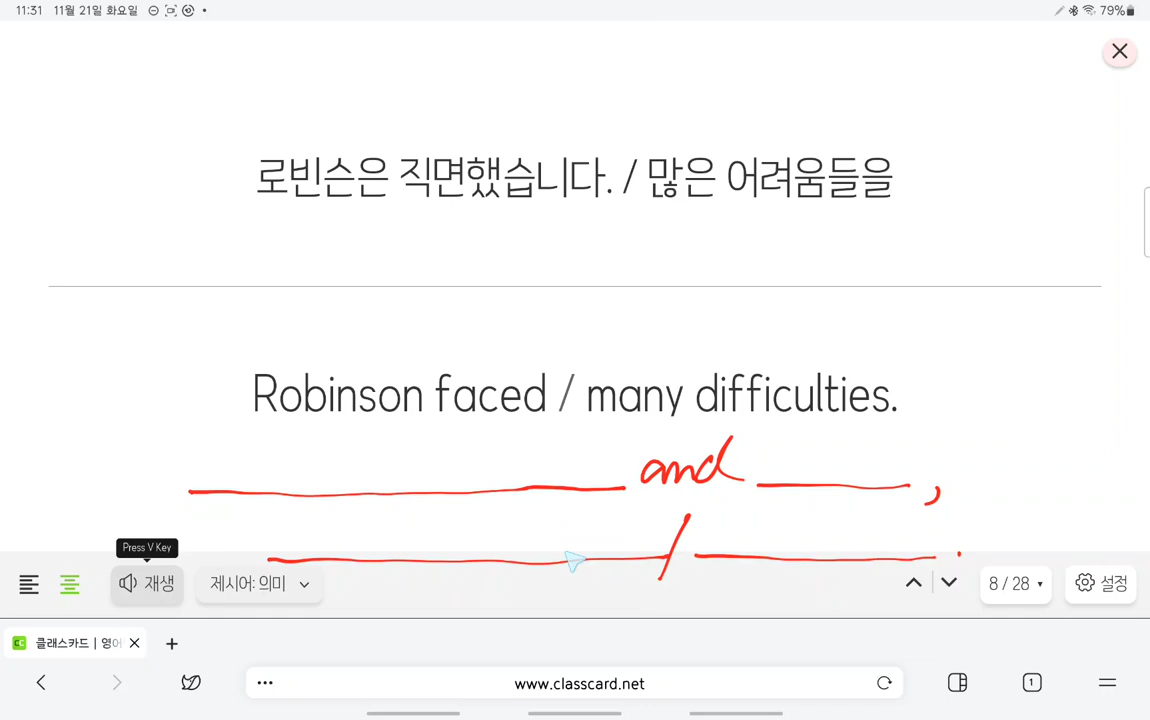 11:31 11월 21일 화요일 79%
로빈슨은 직면했습니다. / 많은 어려움들을
Robinson faced / many difficulties.
and ,
/ .
Press V Key
재생 제시어: 의미 8 / 28 설정
클래스카드 | 영어
www.classcard.net
1